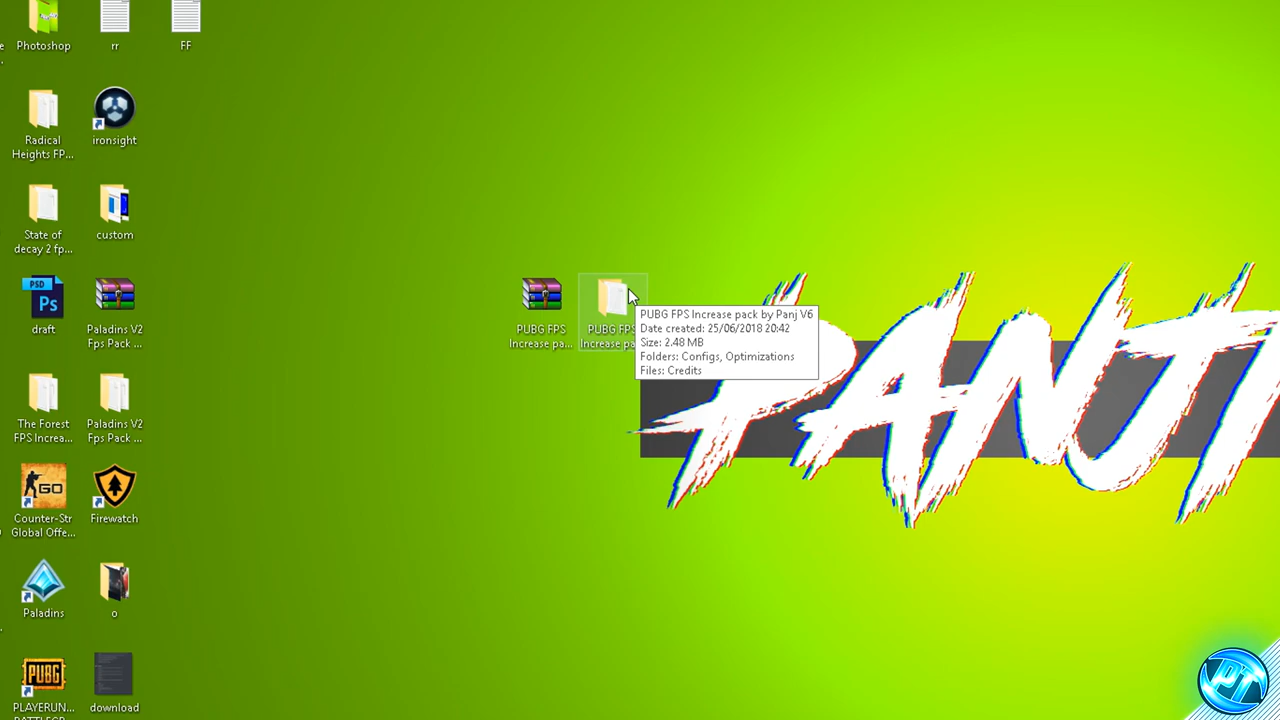 Photoshop
rr
FF
Radical
Heights FP...
ironsight
State of
decay 2 fp...
custom
PSD
Ps
draft
Paladins V2
Fps Pack ...
PUBG FPS
Increase pa...
PUBG FPS
Increase pa
PUBG FPS Increase pack by Panj V6
Date created: 25/06/2018 20:42
Size: 2.48 MB
Folders: Configs, Optimizations
Files: Credits
PANJ
The Forest
FPS Increa...
Paladins V2
Fps Pack ...
GO
Counter-Str
Global Offe...
Firewatch
Paladins
o
PUBG
PLAYERUN...
download
PT